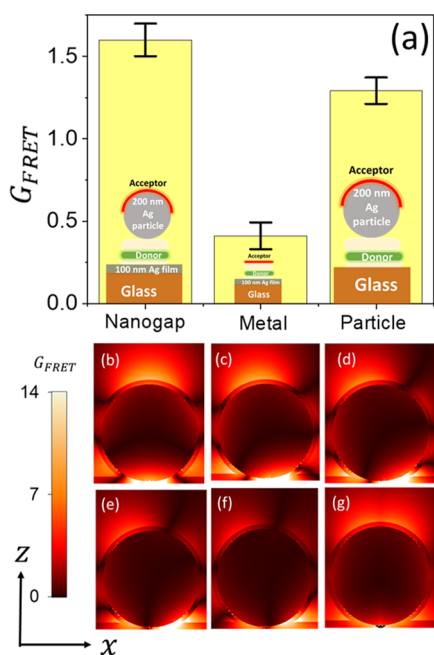 (a)
1.5
1.0
0.5
0.0
G_FRET
Acceptor
200 nm
Ag
particle
Donor
100 nm Ag film
Glass
Acceptor
Donor
100 nm Ag film
Glass
Acceptor
200 nm
Ag
particle
Donor
Glass
Nanogap Metal Particle
G_FRET
14
7
0
(b) (c) (d)
(e) (f) (g)
Z
x